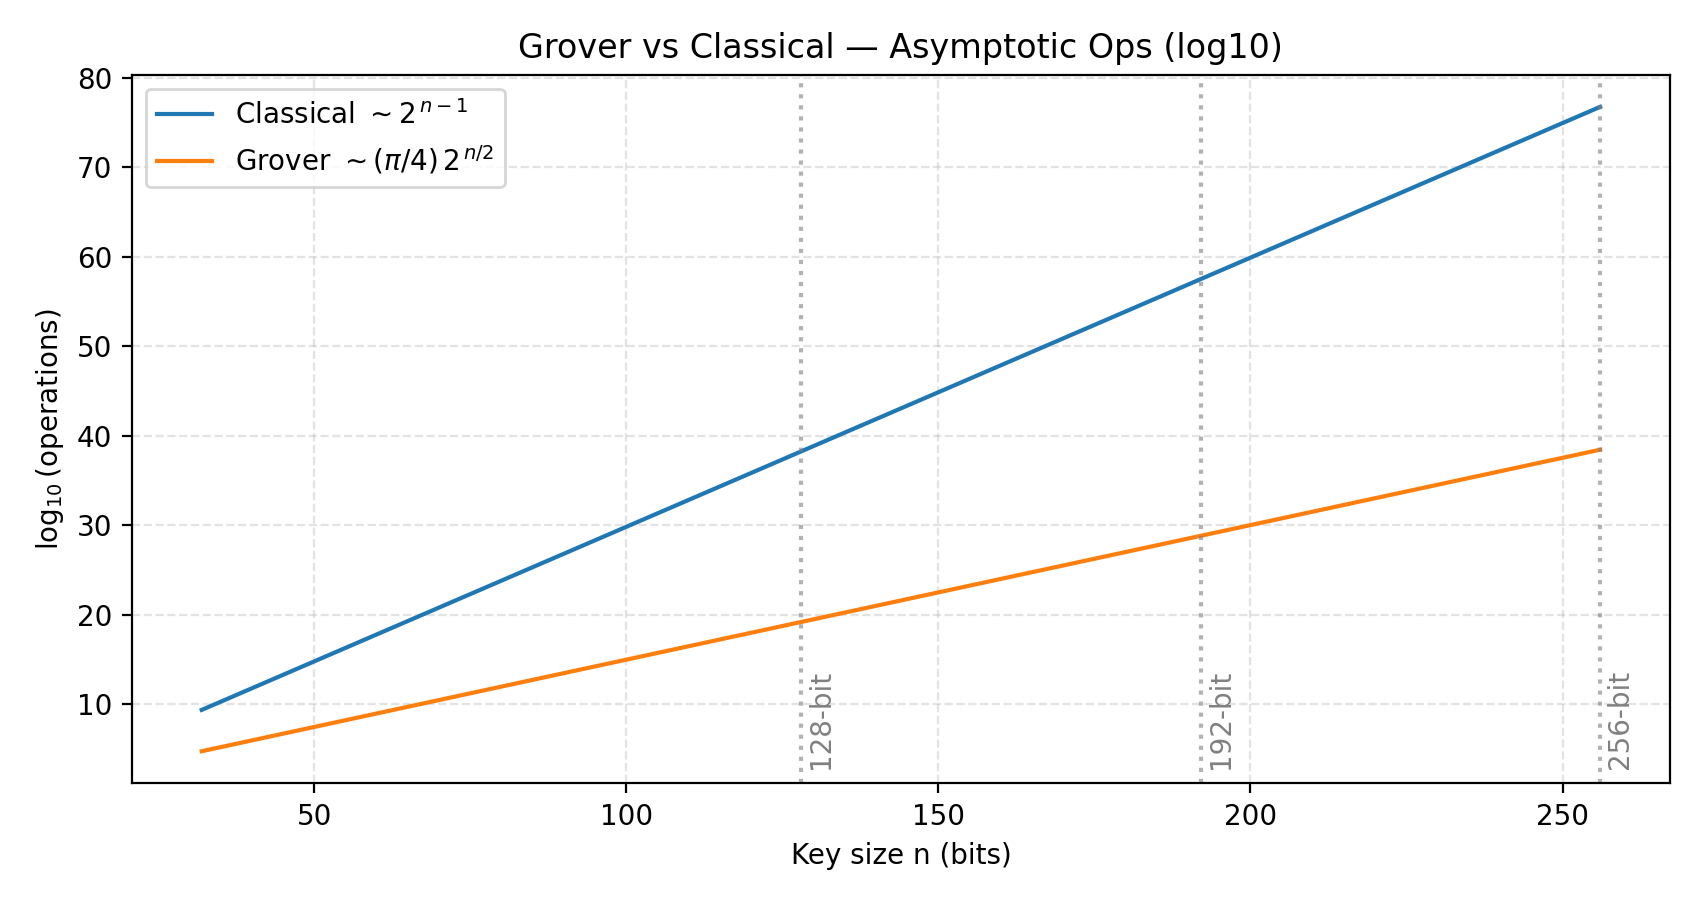 Grover vs Classical — Asymptotic Ops (log10)
80
70
60
50
40
30
20
10
log₁₀(operations)
Classical ~ 2ⁿ⁻¹
Grover ~ (π/4) 2^{n/2}
128-bit
192-bit
256-bit
50 100 150 200 250
Key size n (bits)